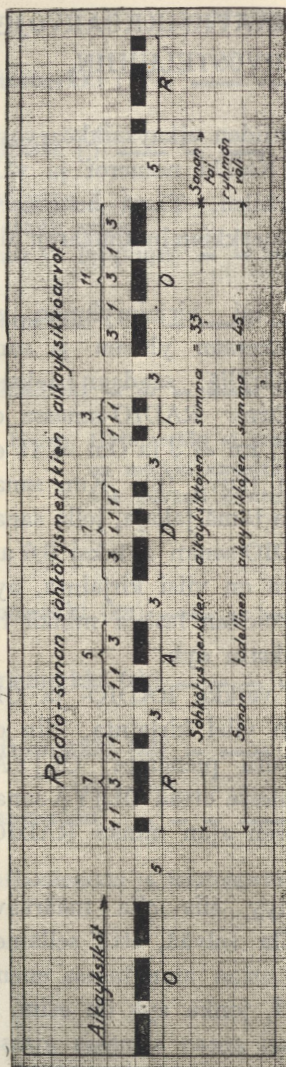 Radio-sanan sähkötysmerkkien aikayksikköarvot.
Aikayksiköt
7 5 7 3 11
1 1 3 1 1 1 1 3 3 1 1 1 1 1 1 1 3 1 3 1 3
5 3 3 3 3 5
O R A D I O R
Sähkötysmerkkien aikayksikköjen summa = 33
Sanan todellinen aikayksikköjen summa = 45
Sanan
tai
ryhmän
väli